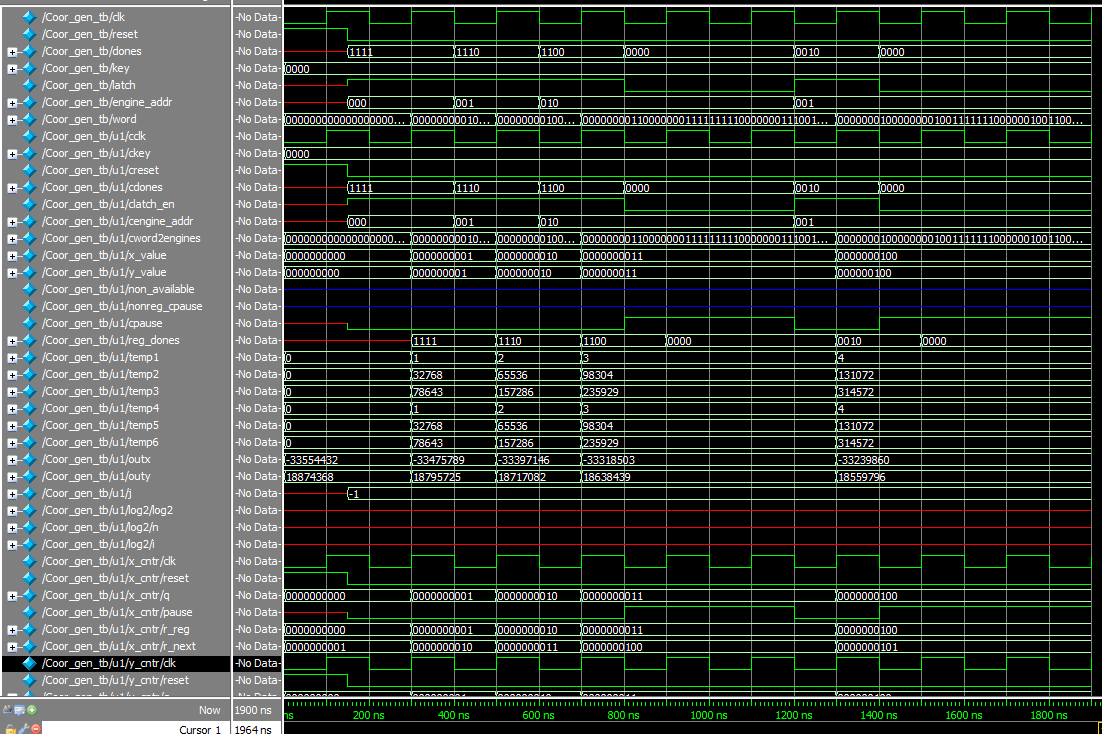 /Coor_gen_tb/clk -No Data-
/Coor_gen_tb/reset -No Data-
/Coor_gen_tb/dones -No Data- 1111 1110 1100 0000 0010 0000
/Coor_gen_tb/key -No Data- 0000
/Coor_gen_tb/latch -No Data-
/Coor_gen_tb/engine_addr -No Data- 000 001 010 001
/Coor_gen_tb/word -No Data- 000000000000000000... 0000000010... 0000000100... 00000000110000000111111111100000001110​01... 0000000100000000100111111110000001001100...
/Coor_gen_tb/u1/cclk -No Data-
/Coor_gen_tb/u1/ckey -No Data- 0000
/Coor_gen_tb/u1/creset -No Data-
/Coor_gen_tb/u1/cdones -No Data- 1111 1110 1100 0000 0010 0000
/Coor_gen_tb/u1/clatch_en -No Data-
/Coor_gen_tb/u1/cengine_addr -No Data- 000 001 010 001
/Coor_gen_tb/u1/cword2engines -No Data- 000000000000000000... 0000000010... 0000000100... 0000000011000000011111111110000000111001... 0000000100000000100111111110000001001100...
/Coor_gen_tb/u1/x_value -No Data- 0000000000 0000000001 0000000010 0000000011 0000000100
/Coor_gen_tb/u1/y_value -No Data- 000000000 000000001 000000010 000000011 000000100
/Coor_gen_tb/u1/non_available -No Data-
/Coor_gen_tb/u1/nonreg_cpause -No Data-
/Coor_gen_tb/u1/cpause -No Data-
/Coor_gen_tb/u1/reg_dones -No Data- 1111 1110 1100 0000 0010 0000
/Coor_gen_tb/u1/temp1 -No Data- 0 1 2 3 4
/Coor_gen_tb/u1/temp2 -No Data- 0 32768 65536 98304 131072
/Coor_gen_tb/u1/temp3 -No Data- 0 78643 157286 235929 314572
/Coor_gen_tb/u1/temp4 -No Data- 0 1 2 3 4
/Coor_gen_tb/u1/temp5 -No Data- 0 32768 65536 98304 131072
/Coor_gen_tb/u1/temp6 -No Data- 0 78643 157286 235929 314572
/Coor_gen_tb/u1/outx -No Data- -33554432 -33475789 -33397146 -33318503 -33239860
/Coor_gen_tb/u1/outy -No Data- 18874368 18795725 18717082 18638439 18559796
/Coor_gen_tb/u1/j -No Data- -1
/Coor_gen_tb/u1/log2/log2 -No Data-
/Coor_gen_tb/u1/log2/n -No Data-
/Coor_gen_tb/u1/log2/i -No Data-
/Coor_gen_tb/u1/x_cntr/clk -No Data-
/Coor_gen_tb/u1/x_cntr/reset -No Data-
/Coor_gen_tb/u1/x_cntr/q -No Data- 0000000000 0000000001 0000000010 0000000011 0000000100
/Coor_gen_tb/u1/x_cntr/pause -No Data-
/Coor_gen_tb/u1/x_cntr/r_reg -No Data- 0000000000 0000000001 0000000010 0000000011 0000000100
/Coor_gen_tb/u1/x_cntr/r_next -No Data- 0000000001 0000000010 0000000011 0000000100 0000000101
/Coor_gen_tb/u1/y_cntr/clk -No Data-
/Coor_gen_tb/u1/y_cntr/reset -No Data-
Now 1900 ns ns 200 ns 400 ns 600 ns 800 ns 1000 ns 1200 ns 1400 ns 1600 ns 1800 ns
Cursor 1 1964 ns